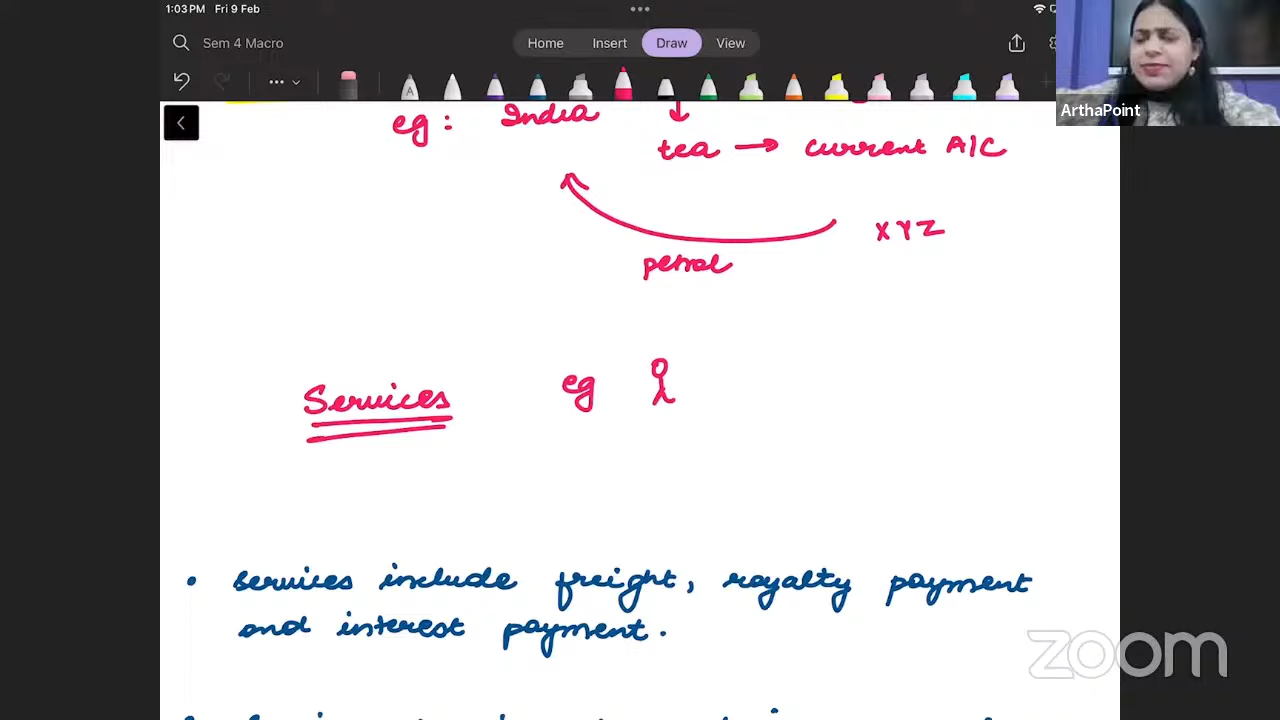 1:03 PM Fri 9 Feb
Sem 4 Macro
Home Insert Draw View
A
ArthaPoint
eg : India
tea → current A/C
XYZ
petrol
Services eg
• Services include freight, royalty payment
and interest payment.
zoom